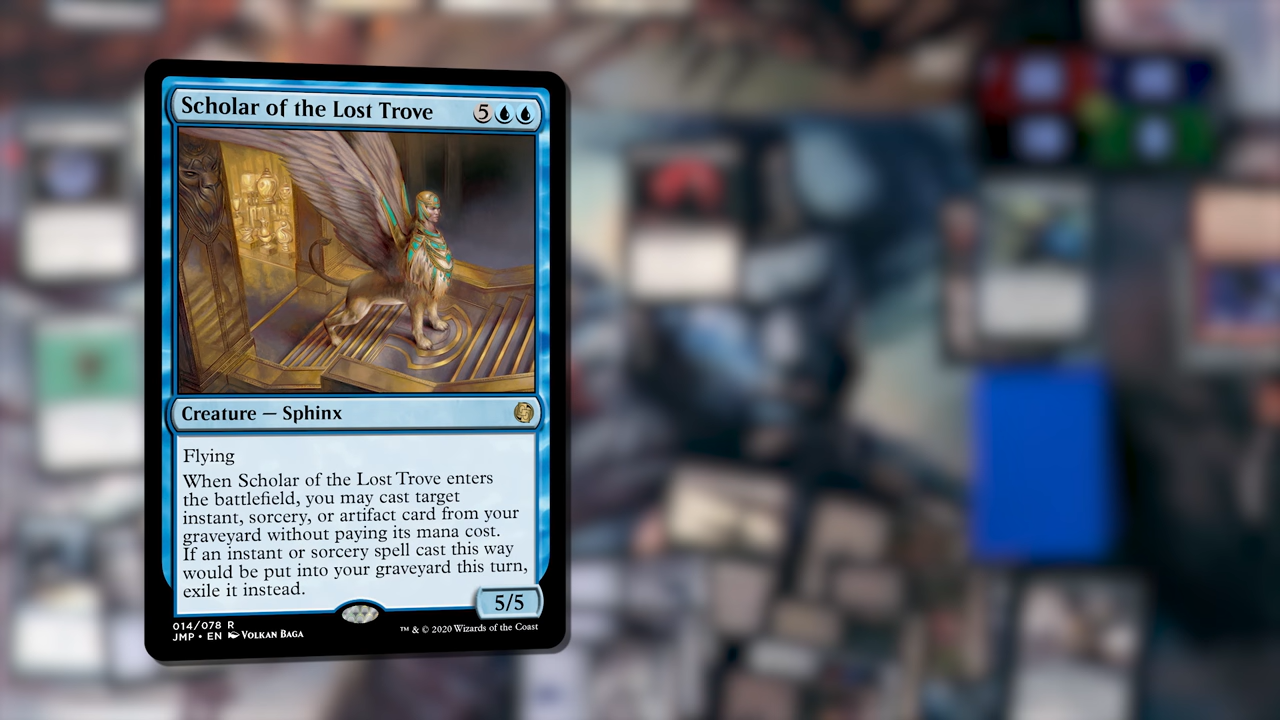 Scholar of the Lost Trove 5
Creature — Sphinx
Flying
When Scholar of the Lost Trove enters
the battlefield, you may cast target
instant, sorcery, or artifact card from your
graveyard without paying its mana cost.
If an instant or sorcery spell cast this way
would be put into your graveyard this turn,
exile it instead.
5/5
014/078 R
JMP • EN VOLKAN BAGA
™ & © 2020 Wizards of the Coast